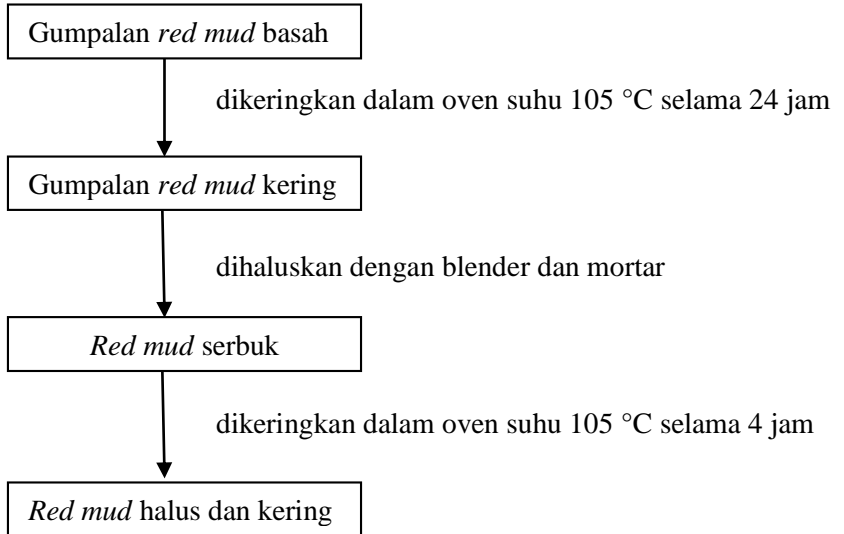 Gumpalan red mud basah
dikeringkan dalam oven suhu 105 °C selama 24 jam
Gumpalan red mud kering
dihaluskan dengan blender dan mortar
Red mud serbuk
dikeringkan dalam oven suhu 105 °C selama 4 jam
Red mud halus dan kering